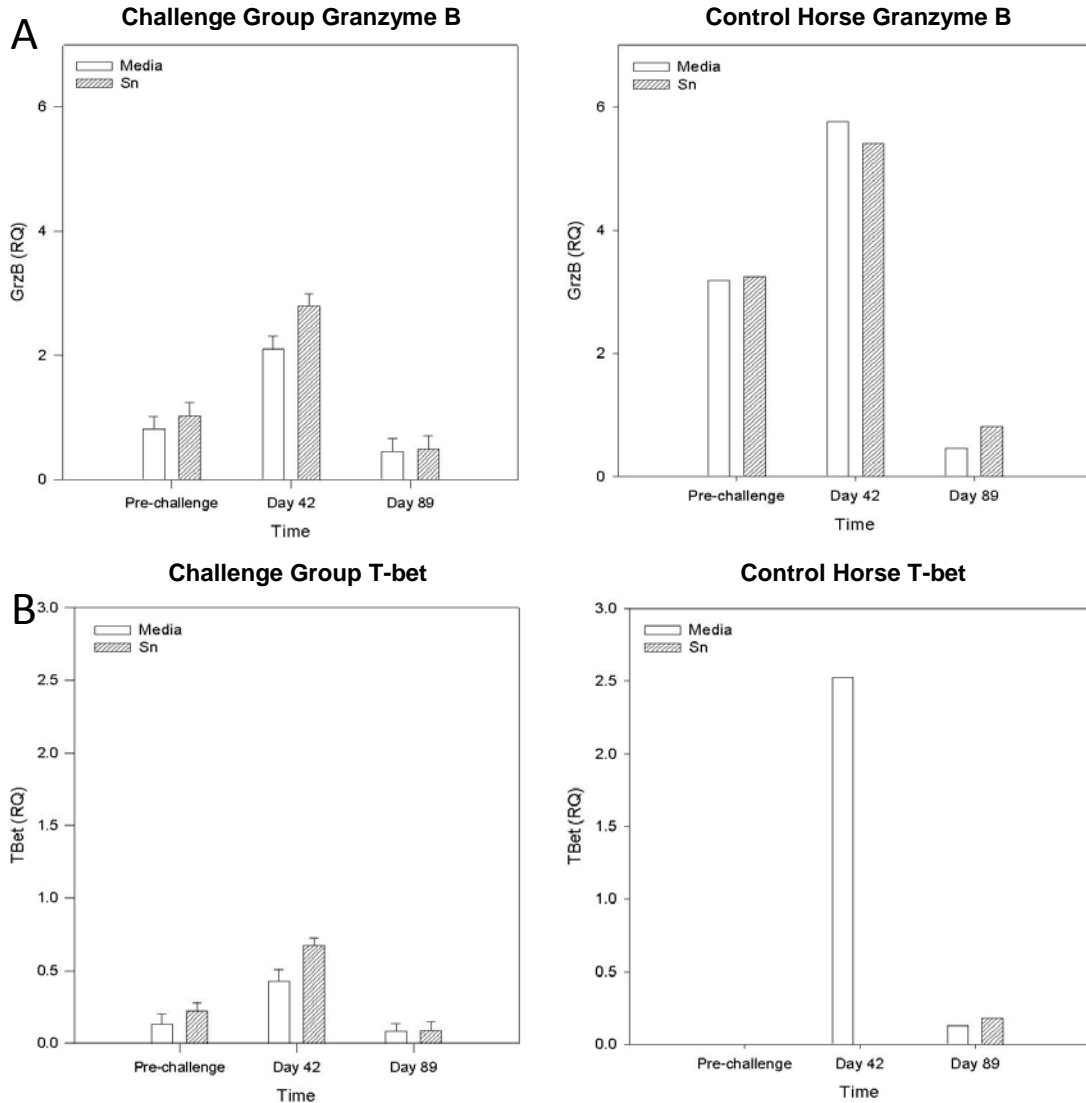 A
Challenge Group Granzyme B
Media
Sn
6
4
2
0
GrzB (RQ)
Pre-challenge
Day 42
Day 89
Time
Control Horse Granzyme B
Media
Sn
6
4
2
0
GrzB (RQ)
Pre-challenge
Day 42
Day 89
Time
B
Challenge Group T-bet
Media
Sn
3.0
2.5
2.0
1.5
1.0
0.5
0.0
TBet (RQ)
Pre-challenge
Day 42
Day 89
Time
Control Horse T-bet
Media
Sn
3.0
2.5
2.0
1.5
1.0
0.5
0.0
TBet (RQ)
Pre-challenge
Day 42
Day 89
Time